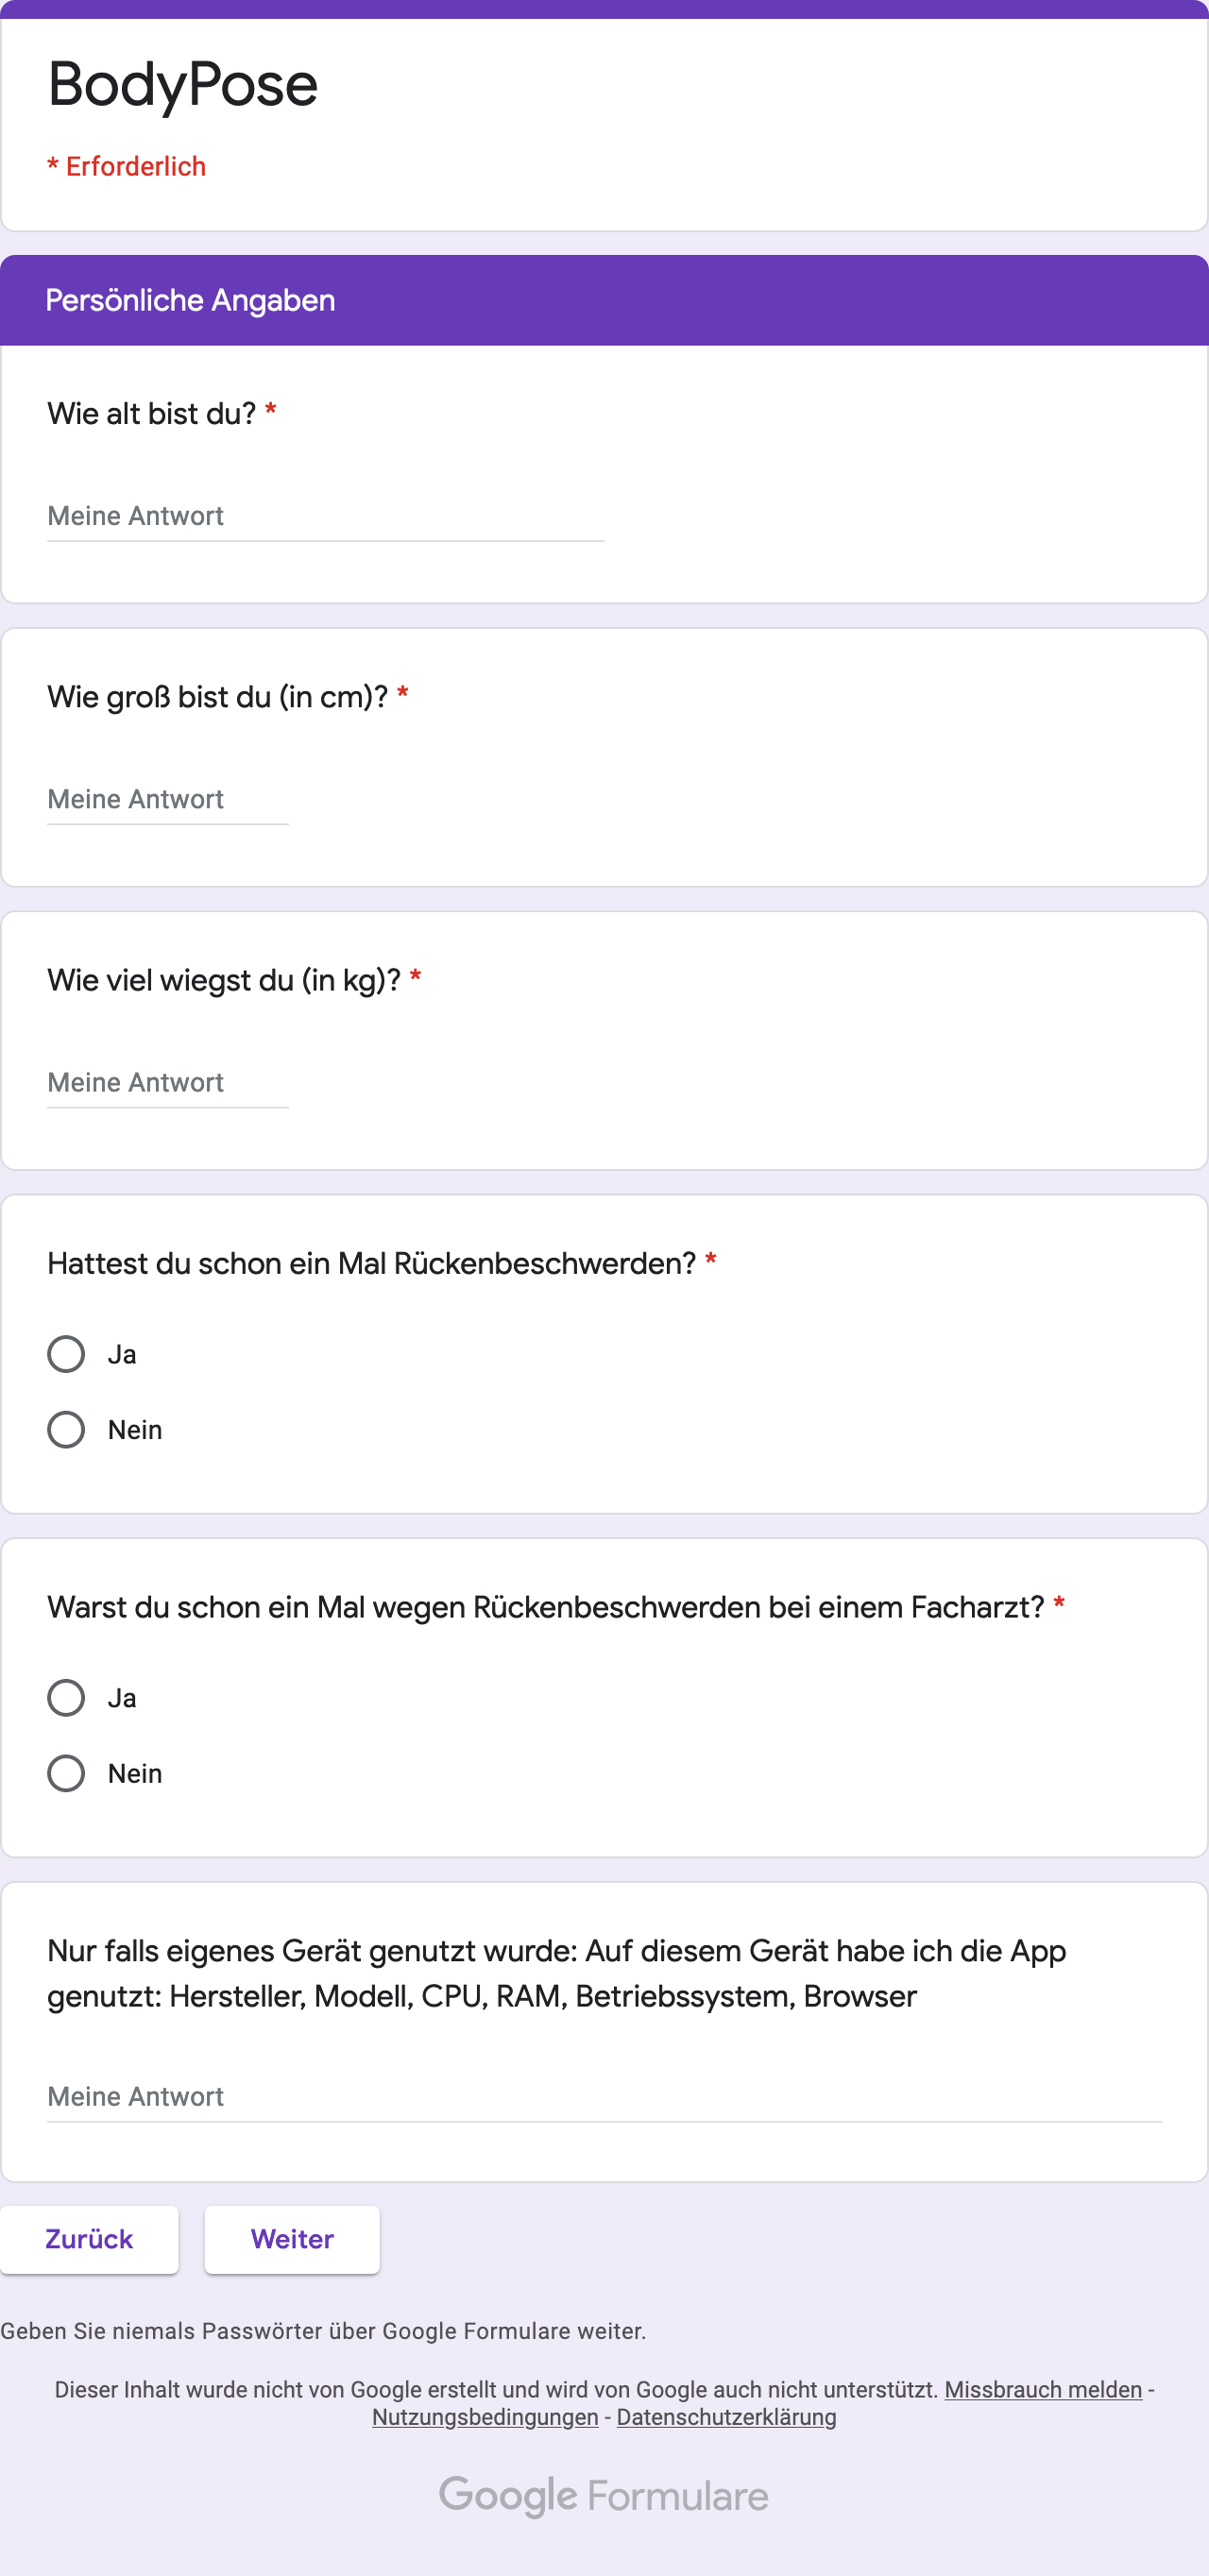 BodyPose
* Erforderlich
Persönliche Angaben
Wie alt bist du? *
Meine Antwort
Wie groß bist du (in cm)? *
Meine Antwort
Wie viel wiegst du (in kg)? *
Meine Antwort
Hattest du schon ein Mal Rückenbeschwerden? *
Ja
Nein
Warst du schon ein Mal wegen Rückenbeschwerden bei einem Facharzt? *
Ja
Nein
Nur falls eigenes Gerät genutzt wurde: Auf diesem Gerät habe ich die App
genutzt: Hersteller, Modell, CPU, RAM, Betriebssystem, Browser
Meine Antwort
Zurück Weiter
Geben Sie niemals Passwörter über Google Formulare weiter.
Dieser Inhalt wurde nicht von Google erstellt und wird von Google auch nicht unterstützt. Missbrauch melden -
Nutzungsbedingungen - Datenschutzerklärung
Google Formulare